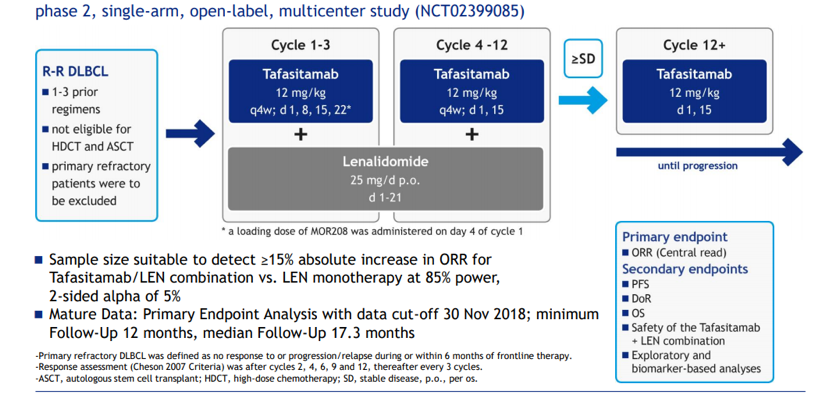 phase 2, single-arm, open-label, multicenter study (NCT02399085)
R-R DLBCL
■ 1-3 prior
regimens
■ not eligible for
HDCT and ASCT
■ primary refractory
patients were to
be excluded
Cycle 1-3
Tafasitamab
12 mg/kg
q4w; d 1, 8, 15, 22*
+
Cycle 4 -12
Tafasitamab
12 mg/kg
q4w; d 1, 15
+
Lenalidomide
25 mg/d p.o.
d 1-21
* a loading dose of MOR208 was administered on day 4 of cycle 1
≥SD
Cycle 12+
Tafasitamab
12 mg/kg
d 1, 15
until progression
■ Sample size suitable to detect ≥15% absolute increase in ORR for
Tafasitamab/LEN combination vs. LEN monotherapy at 85% power,
2-sided alpha of 5%
■ Mature Data: Primary Endpoint Analysis with data cut-off 30 Nov 2018; minimum
Follow-Up 12 months, median Follow-Up 17.3 months
-Primary refractory DLBCL was defined as no response to or progression/relapse during or within 6 months of frontline therapy.
-Response assessment (Cheson 2007 Criteria) was after cycles 2, 4, 6, 9 and 12, thereafter every 3 cycles.
-ASCT, autologous stem cell transplant; HDCT, high-dose chemotherapy; SD, stable disease, p.o., per os.
Primary endpoint
■ ORR (Central read)
Secondary endpoints
■ PFS
■ DoR
■ OS
■ Safety of the Tafasitamab
+ LEN combination
■ Exploratory and
biomarker-based analyses